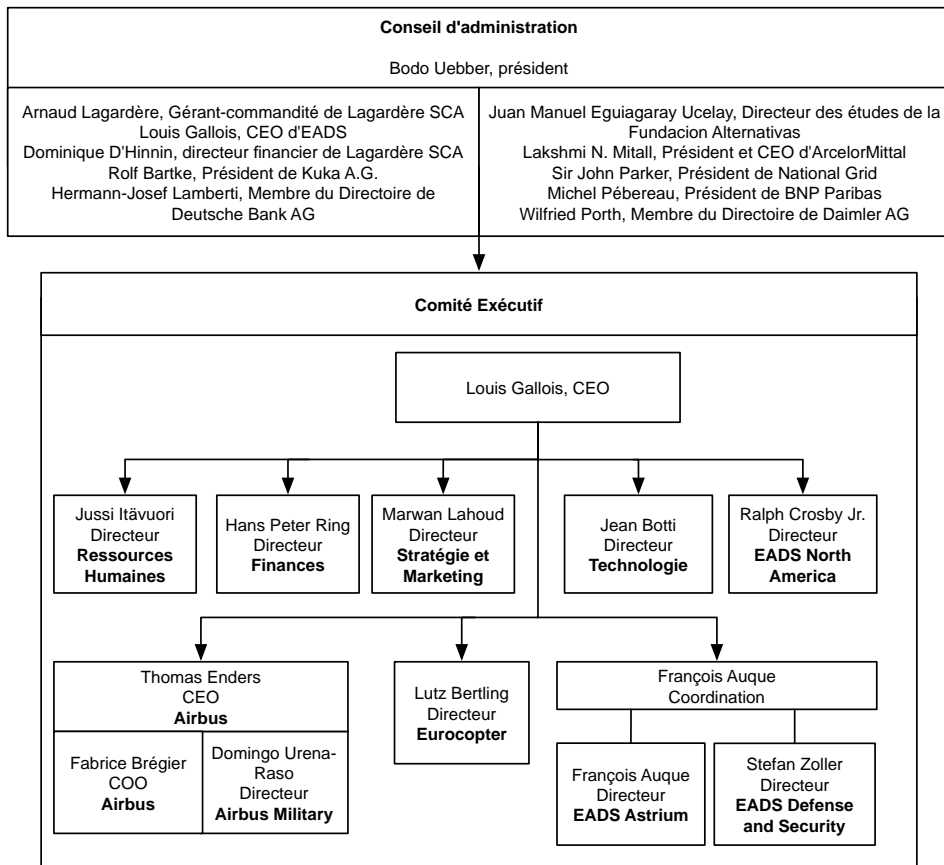 Conseil d'administration
Bodo Uebber, président
Arnaud Lagardère, Gérant-commandité de Lagardère SCA
Louis Gallois, CEO d'EADS
Dominique D'Hinnin, directeur financier de Lagardère SCA
Rolf Bartke, Président de Kuka A.G.
Hermann-Josef Lamberti, Membre du Directoire de
Deutsche Bank AG
Juan Manuel Eguiagaray Ucelay, Directeur des études de la
Fundacion Alternativas
Lakshmi N. Mitall, Président et CEO d'ArcelorMittal
Sir John Parker, Président de National Grid
Michel Pébereau, Président de BNP Paribas
Wilfried Porth, Membre du Directoire de Daimler AG
Comité Exécutif
Louis Gallois, CEO
Jussi Itävuori
Directeur
Ressources
Humaines
Hans Peter Ring
Directeur
Finances
Marwan Lahoud
Directeur
Stratégie et
Marketing
Jean Botti
Directeur
Technologie
Ralph Crosby Jr.
Directeur
EADS North
America
Thomas Enders
CEO
Airbus
Fabrice Brégier
COO
Airbus
Domingo Urena-
Raso
Directeur
Airbus Military
Lutz Bertling
Directeur
Eurocopter
François Auque
Coordination
François Auque
Directeur
EADS Astrium
Stefan Zoller
Directeur
EADS Defense
and Security